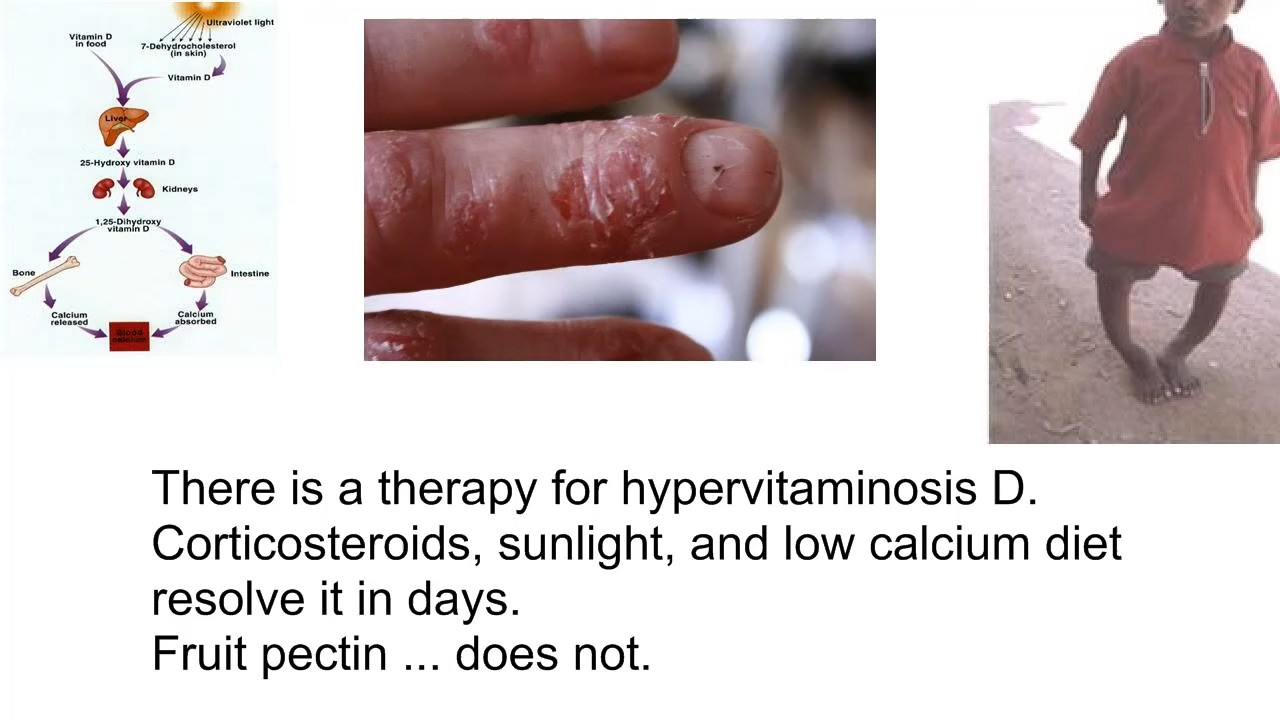 Ultraviolet light
Vitamin D
in food
7-Dehydrocholesterol
(in skin)
Vitamin D
Liver
25-Hydroxy vitamin D
Kidneys
1,25-Dihydroxy
vitamin D
Bone
Intestine
Calcium
released
Calcium
absorbed
Blood
calcium
There is a therapy for hypervitaminosis D.
Corticosteroids, sunlight, and low calcium diet
resolve it in days.
Fruit pectin ... does not.